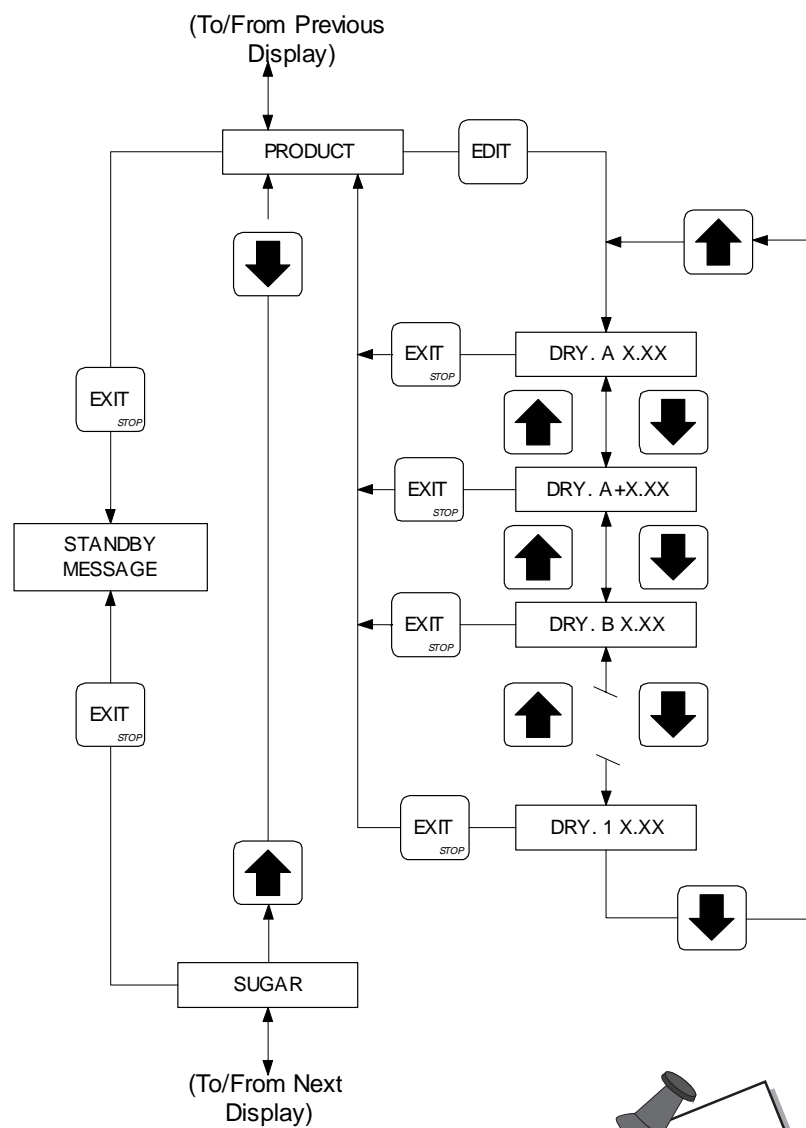 (To/From Previous
Display)
PRODUCT
EDIT
EXIT
STOP
DRY. A X.XX
EXIT
STOP
EXIT
STOP
DRY. A+X.XX
STANDBY
MESSAGE
EXIT
STOP
DRY. B X.XX
EXIT
STOP
EXIT
STOP
DRY. 1 X.XX
SUGAR
(To/From Next
Display)